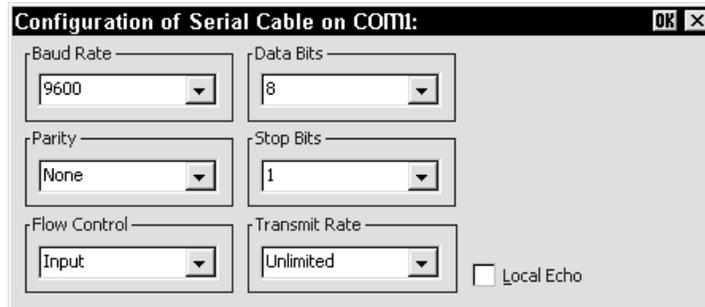 Configuration of Serial Cable on COM1: OK
Baud Rate Data Bits
9600 8
Parity Stop Bits
None 1
Flow Control Transmit Rate
Input Unlimited
Local Echo